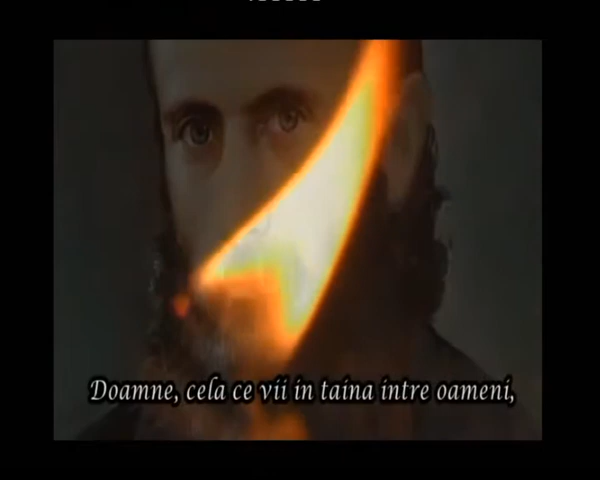 Doamne, cela ce vii in taina intre oameni,